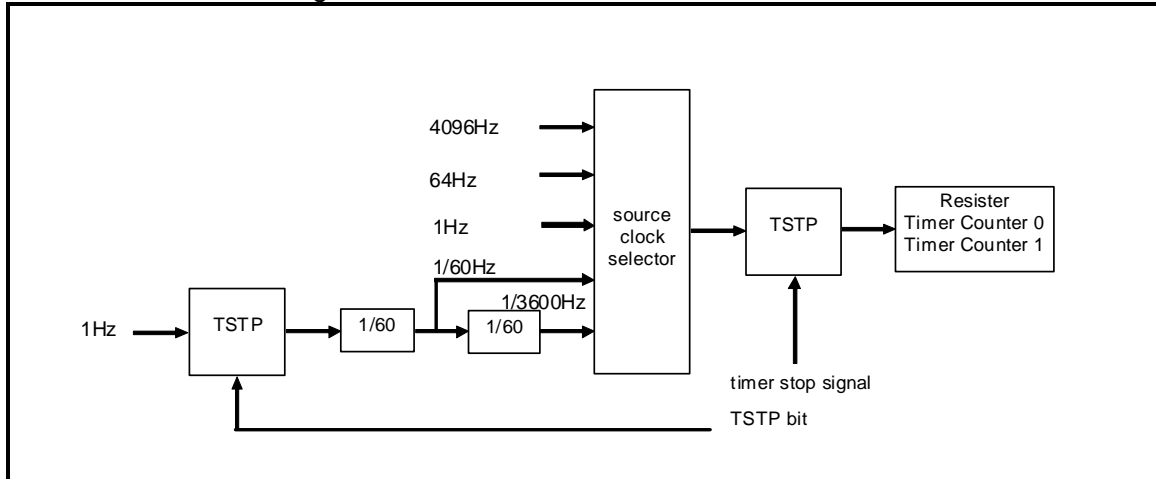 4096Hz
64Hz
1Hz
1/60Hz
1/3600Hz
source
clock
selector
TSTP
Resister
Timer Counter 0
Timer Counter 1
1Hz
TSTP
1/60
1/60
timer stop signal
TSTP bit